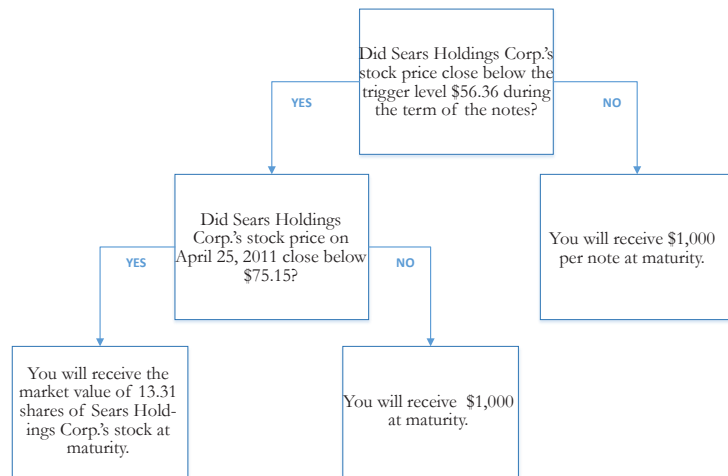 Did Sears Holdings Corp.'s
stock price close below the
trigger level $56.36 during
the term of the notes?
YES
NO
Did Sears Holdings
Corp.'s stock price on
April 25, 2011 close below
$75.15?
You will receive $1,000
per note at maturity.
YES
NO
You will receive the
market value of 13.31
shares of Sears Hold-
ings Corp.'s stock at
maturity.
You will receive $1,000
at maturity.